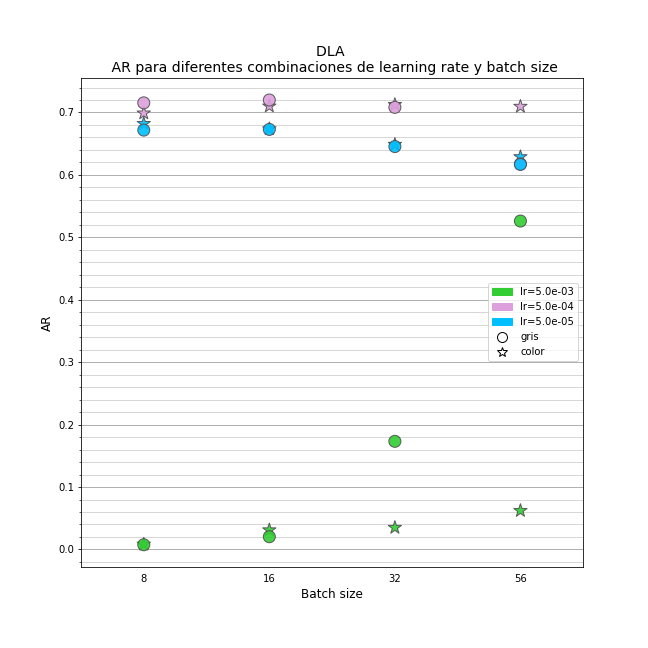 DLA
AR para diferentes combinaciones de learning rate y batch size
0.7
0.6
0.5
0.4
0.3
0.2
0.1
0.0
AR
lr=5.0e-03
lr=5.0e-04
lr=5.0e-05
gris
color
8 16 32 56
Batch size